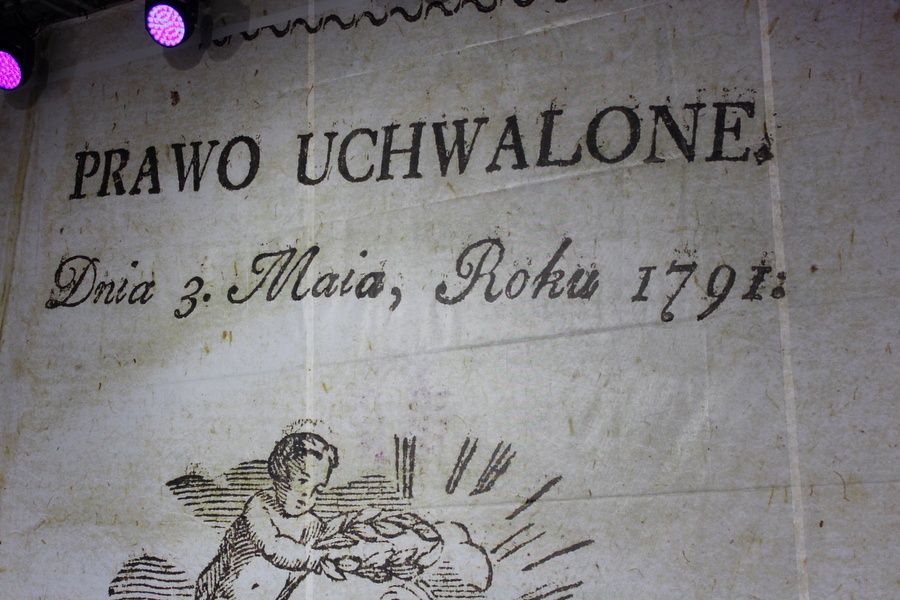 PRAWO UCHWALONE.
Dnia 3. Maia, Roku 1791: